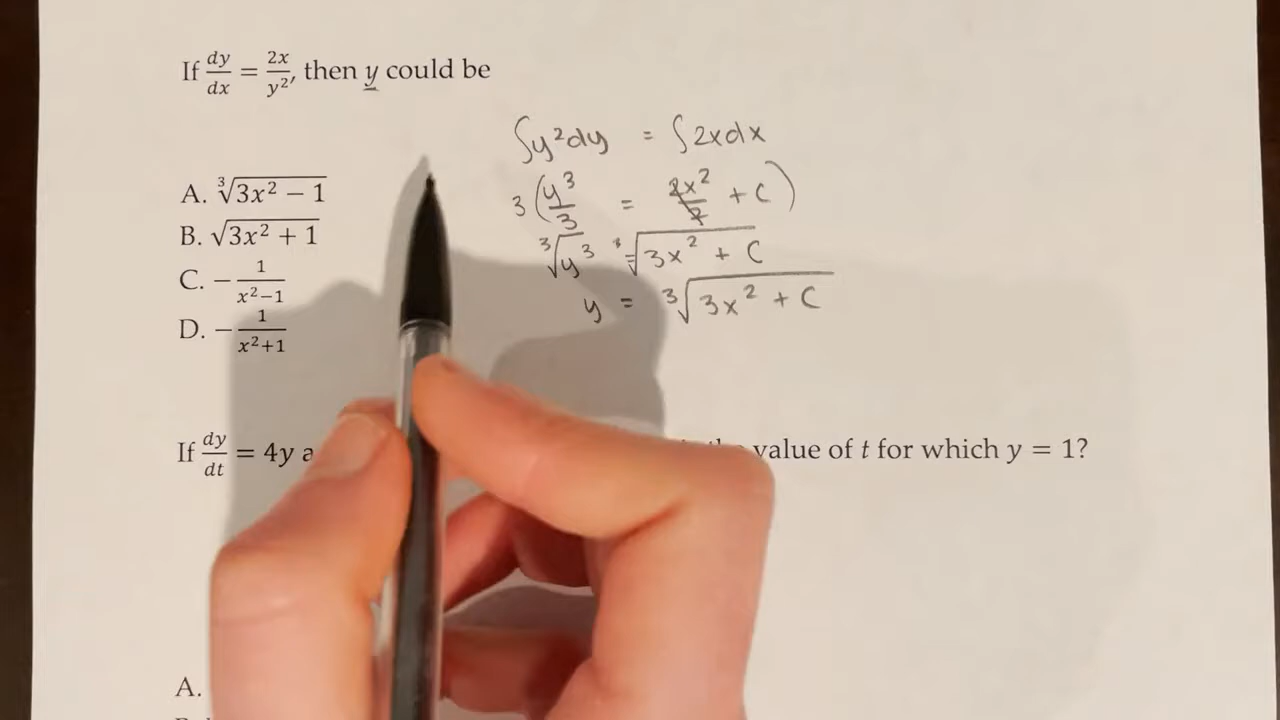 If dy/dx = 2x/y², then y could be
∫y²dy = ∫2xdx
3(y³/3 = 2x²/2 + C)
∛y³ = ∛3x² + C
y = ∛3x² + C
A. ∛3x² − 1
B. √3x² + 1
C. − 1/x²−1
D. − 1/x²+1
If dy/dt = 4y a value of t for which y = 1?
A.